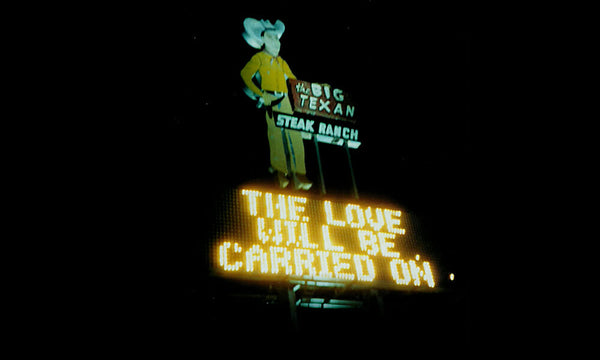 the BIG
TEXAN
STEAK RANCH
THE LOVE
WILL BE
CARRIED ON